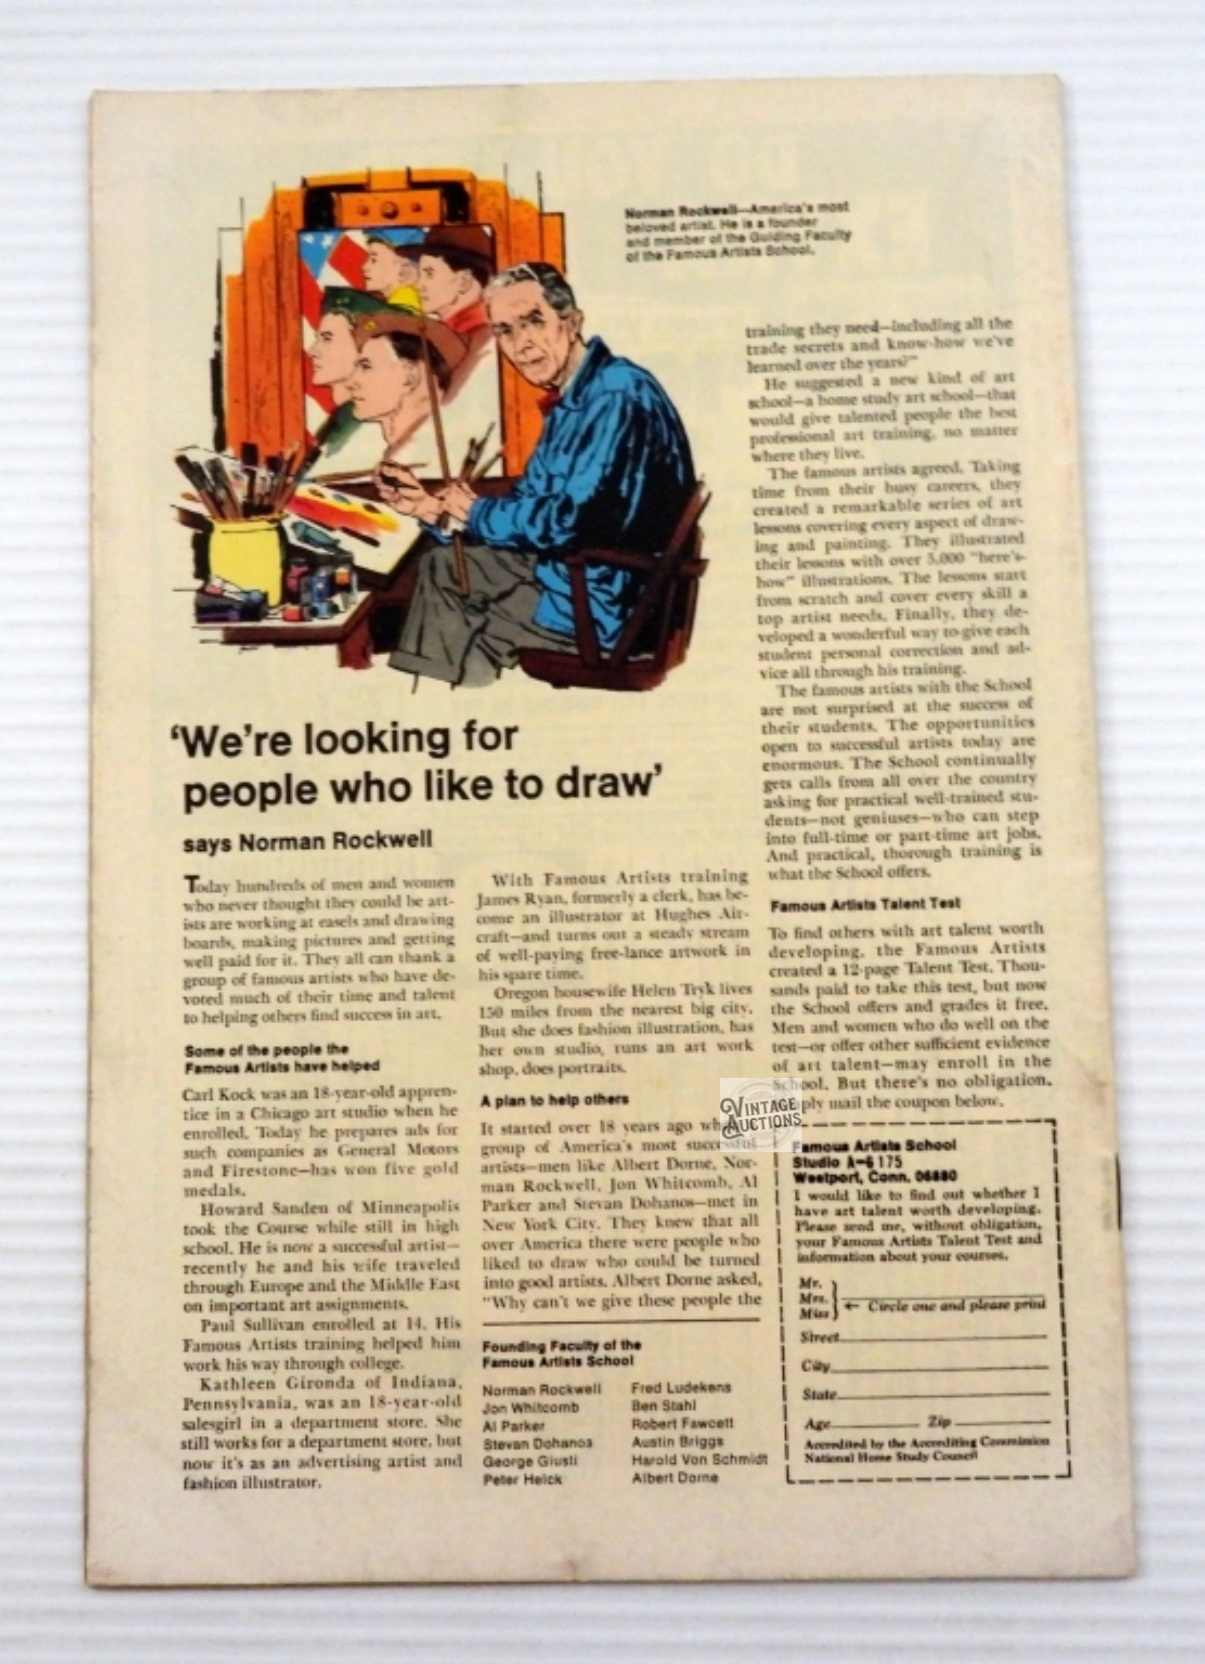 Norman Rockwell—America's most
beloved artist. He is a founder
and member of the Guiding Faculty
of the Famous Artists School.
'We're looking for
people who like to draw'
says Norman Rockwell
Today hundreds of men and women
who never thought they could be art-
ists are working at easels and drawing
boards, making pictures and getting
well paid for it. They all can thank a
group of famous artists who have de-
voted much of their time and talent
to helping others find success in art.
Some of the people the
Famous Artists have helped
Carl Kock was an 18-year-old appren-
tice in a Chicago art studio when he
enrolled. Today he prepares ads for
such companies as General Motors
and Firestone—has won five gold
medals.
Howard Sanden of Minneapolis
took the Course while still in high
school. He is now a successful artist—
recently he and his wife traveled
through Europe and the Middle East
on important art assignments.
Paul Sullivan enrolled at 14. His
Famous Artists training helped him
work his way through college.
Kathleen Gironda of Indiana,
Pennsylvania, was an 18-year-old
salesgirl in a department store. She
still works for a department store, but
now it's as an advertising artist and
fashion illustrator.
With Famous Artists training
James Ryan, formerly a clerk, has be-
come an illustrator at Hughes Air-
craft—and turns out a steady stream
of well-paying free-lance artwork in
his spare time.
Oregon housewife Helen Tryk lives
150 miles from the nearest big city.
But she does fashion illustration, has
her own studio, runs an art work
shop, does portraits.
A plan to help others
It started over 18 years ago wh
group of America's most successful
artists—men like Albert Dorne, Nor-
man Rockwell, Jon Whitcomb, Al
Parker and Stevan Dohanos—met in
New York City. They knew that all
over America there were people who
liked to draw who could be turned
into good artists. Albert Dorne asked,
"Why can't we give these people the
Founding Faculty of the
Famous Artists School
Norman Rockwell
Jon Whitcomb
Al Parker
Stevan Dohanos
George Giusti
Peter Helck
Fred Ludekens
Ben Stahl
Robert Fawcett
Austin Briggs
Harold Von Schmidt
Albert Dorne
training they need—including all the
trade secrets and know-how we've
learned over the years?"
He suggested a new kind of art
school—a home study art school—that
would give talented people the best
professional art training, no matter
where they live.
The famous artists agreed. Taking
time from their busy careers, they
created a remarkable series of art
lessons covering every aspect of draw-
ing and painting. They illustrated
their lessons with over 5,000 "here's-
how" illustrations. The lessons start
from scratch and cover every skill a
top artist needs. Finally, they de-
veloped a wonderful way to give each
student personal correction and ad-
vice all through his training.
The famous artists with the School
are not surprised at the success of
their students. The opportunities
open to successful artists today are
enormous. The School continually
gets calls from all over the country
asking for practical well-trained stu-
dents—not geniuses—who can step
into full-time or part-time art jobs.
And practical, thorough training is
what the School offers.
Famous Artists Talent Test
To find others with art talent worth
developing, the Famous Artists
created a 12-page Talent Test. Thou-
sands paid to take this test, but now
the School offers and grades it free.
Men and women who do well on the
test—or offer other sufficient evidence
of art talent—may enroll in the
School. But there's no obligation.
ply mail the coupon below.
VINTAGE
AUCTIONS
Famous Artists School
Studio A-6175
Westport, Conn. 06880
I would like to find out whether I
have art talent worth developing.
Please send me, without obligation,
your Famous Artists Talent Test and
information about your courses.
Mr.
Mrs.
Miss
← Circle one and please print
Street
City
State
Age Zip
Accredited by the Accrediting Commission
National Home Study Council